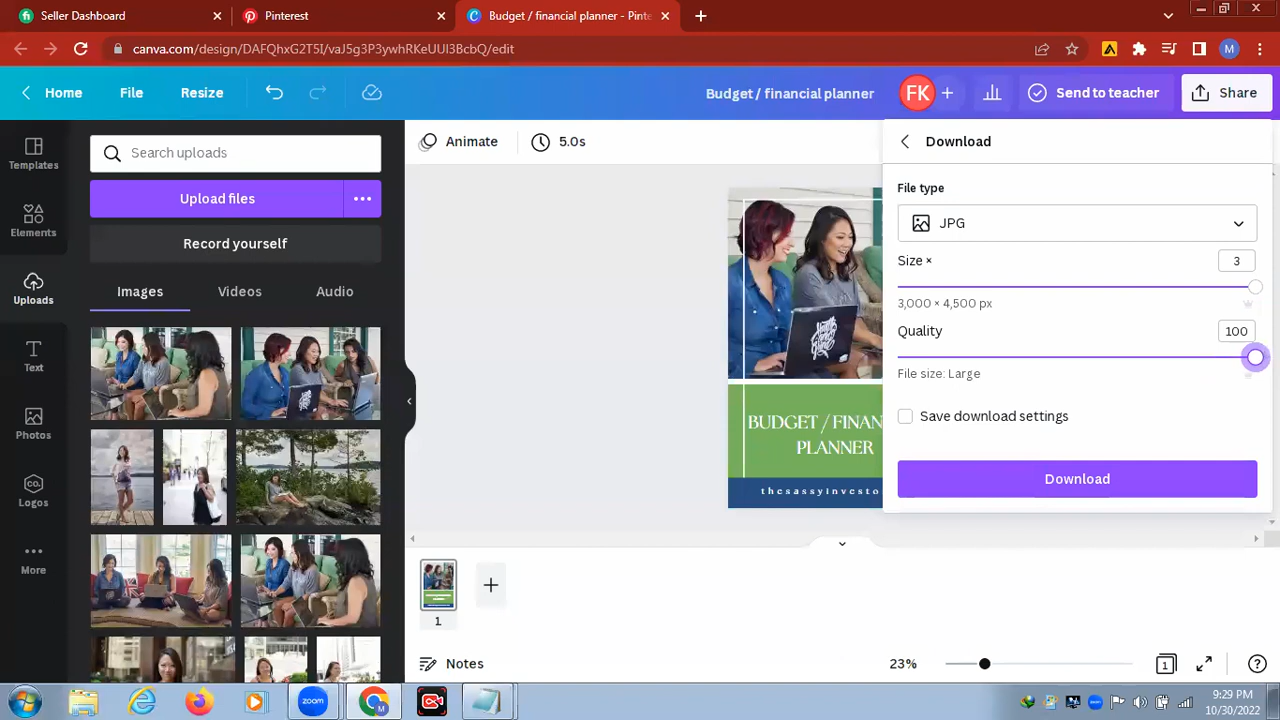 Seller Dashboard
Pinterest
Budget / financial planner - Pinte
canva.com/design/DAFQhxG2T5I/vaJ5g3P3ywhRKeUUI3BcbQ/edit
M
Home
File
Resize
Budget / financial planner
FK
Send to teacher
Share
Templates
Elements
Uploads
Text
Photos
CO.
Logos
More
Search uploads
Upload files
Record yourself
Images
Videos
Audio
Animate
5.0s
BUDGET / FINAN
PLANNER
thesassyinvesto
Download
File type
JPG
Size ×
3
3,000 × 4,500 px
Quality
100
File size: Large
Save download settings
Download
1
Notes
23%
1
zoom
9:29 PM
10/30/2022